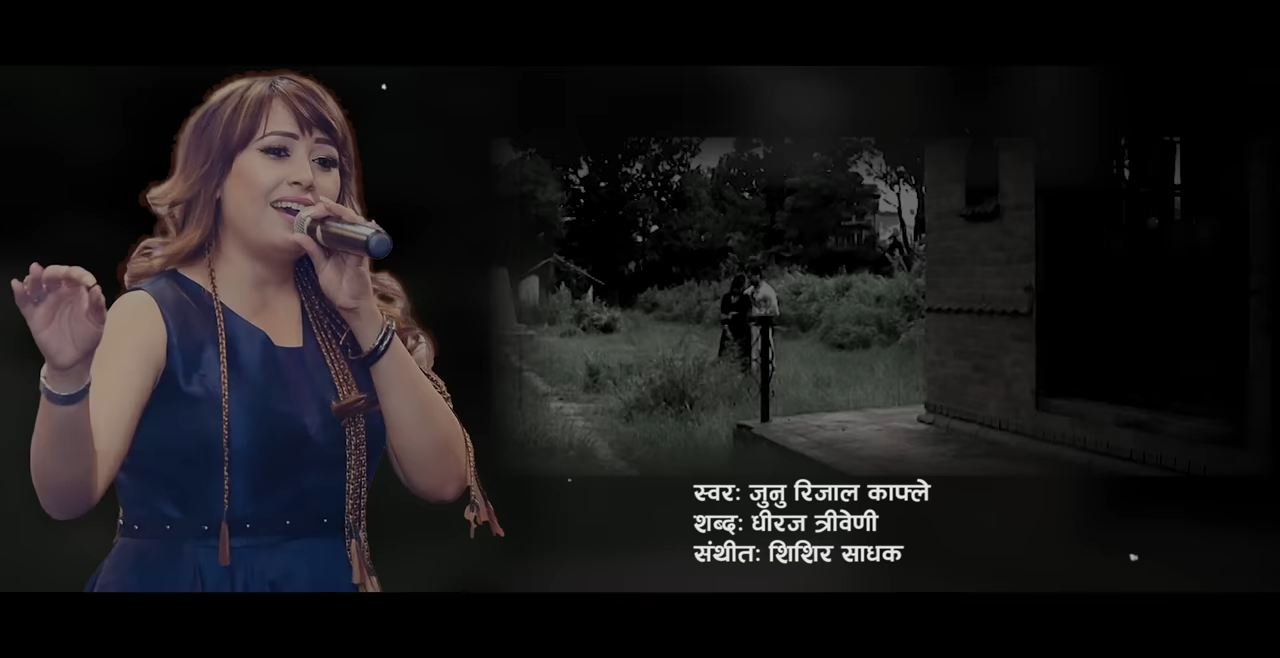 स्वरः जुनु रिजाल काफ्ले
शब्दः धीरज त्रीवेणी
संथीतः शिशिर साधक